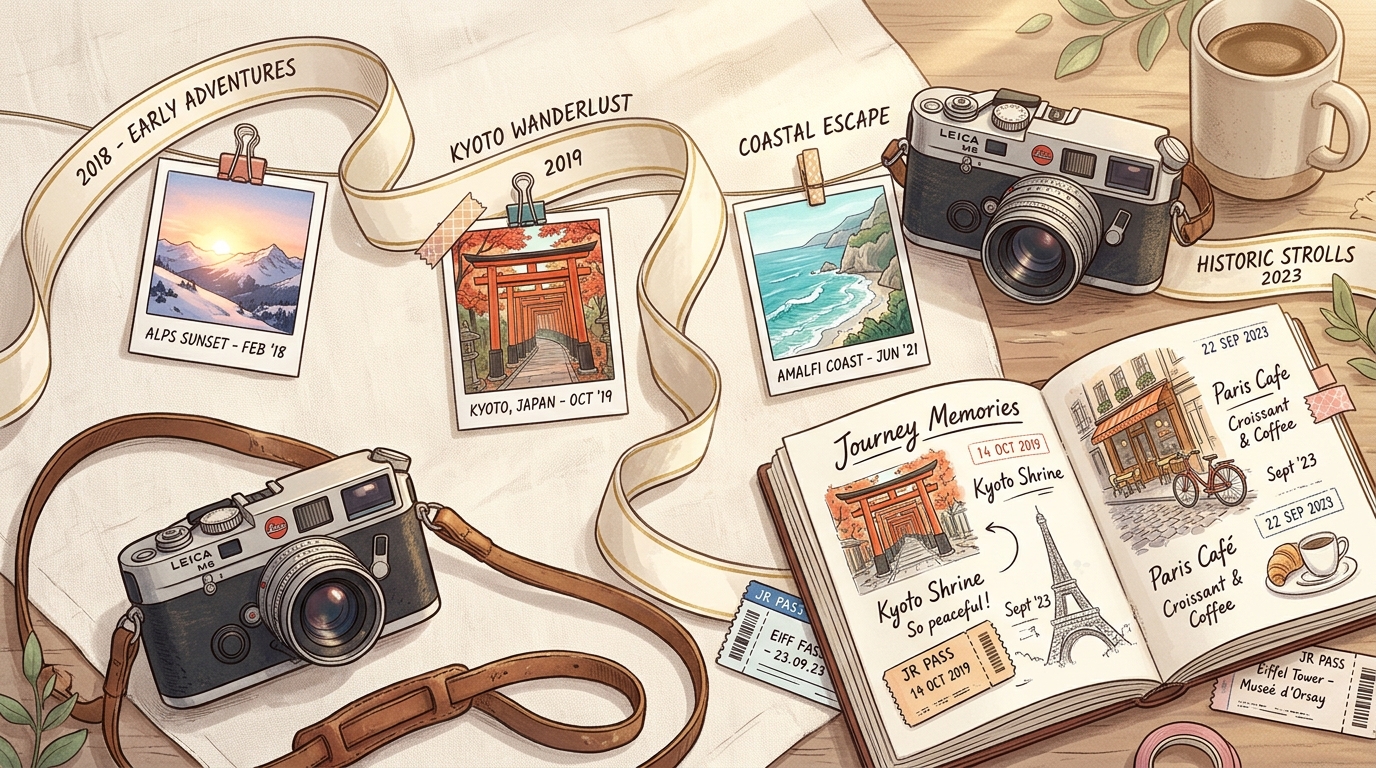 2018 - EARLY ADVENTURES
KYOTO WANDERLUST
2019
COASTAL ESCAPE
ALPS SUNSET - FEB '18
KYOTO, JAPAN - OCT '19
AMALFI COAST - JUN '21
LEICA
M6
HISTORIC STROLLS
2023
LEICA
M6
Leica
Journey Memories
14 OCT 2019
Kyoto Shrine
Kyoto Shrine
So peaceful!
Sept '23
JR PASS
14 OCT 2019
22 SEP 2023
Paris Cafe
Croissant
& Coffee
Sept '23
22 SEP 2023
Paris Café
Croissant &
Coffee
JR PASS
EiFF
- 23.09.23
JR PASS
Eiffel Tower -
Museé d'Orsay